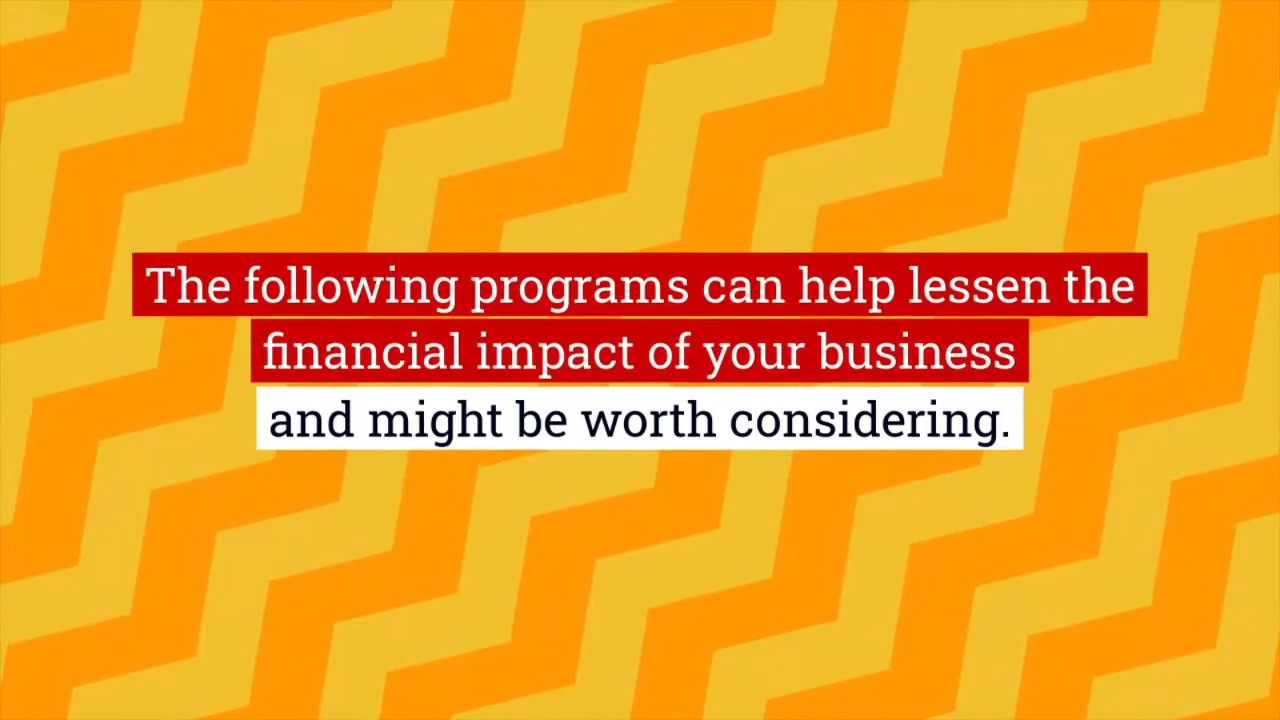 The following programs can help lessen the
financial impact of your business
and might be worth considering.